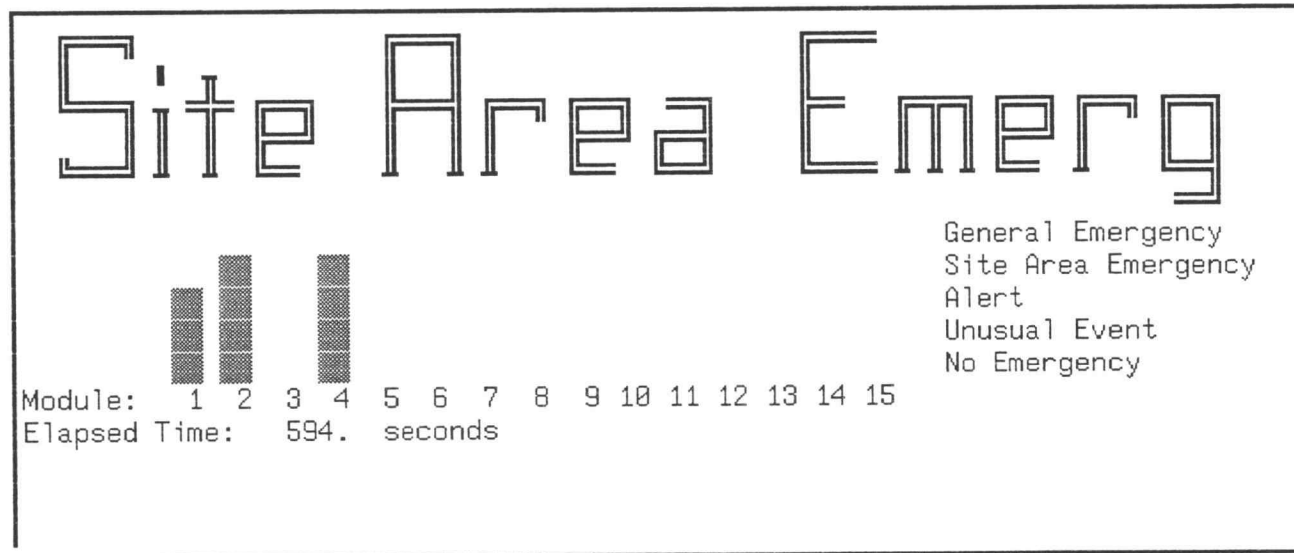 Site Area Emerg
General Emergency
Site Area Emergency
Alert
Unusual Event
No Emergency
Module: 1 2 3 4 5 6 7 8 9 10 11 12 13 14 15
Elapsed Time: 594. seconds